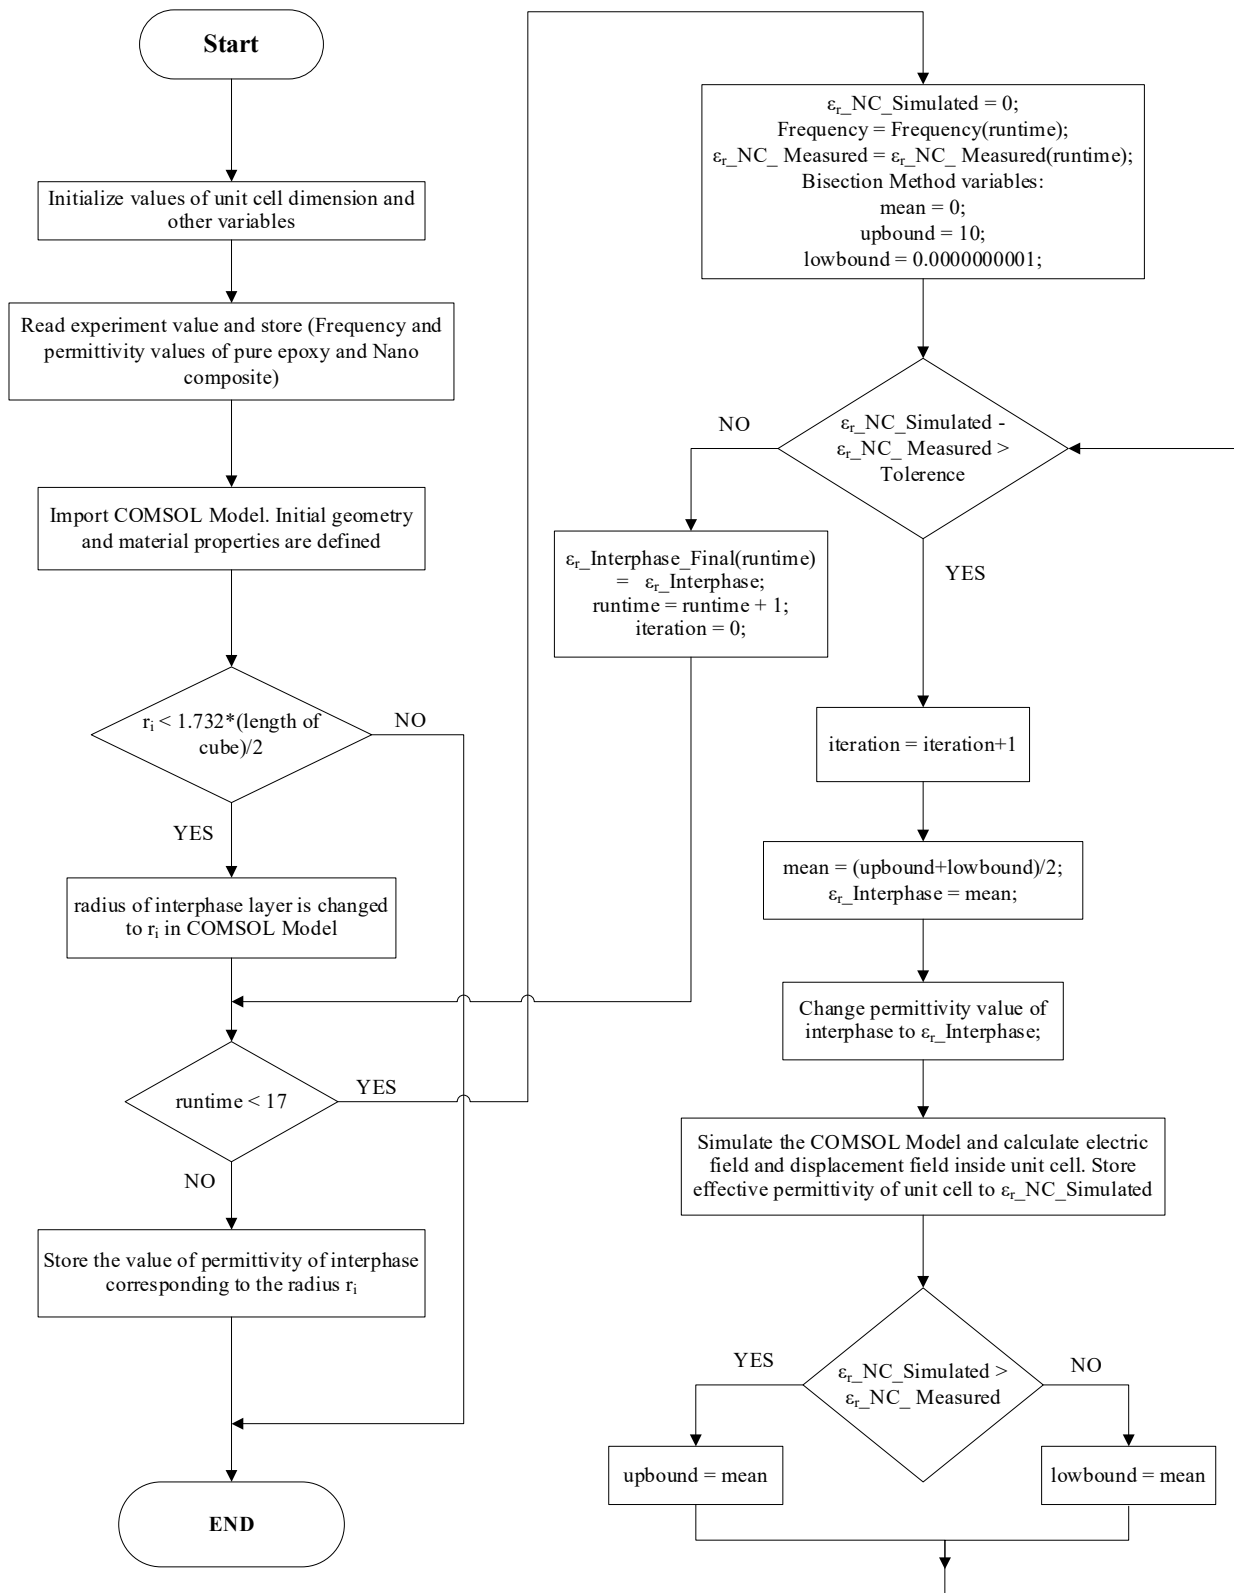 Start
Initialize values of unit cell dimension and
other variables
Read experiment value and store (Frequency and
permittivity values of pure epoxy and Nano
composite)
Import COMSOL Model. Initial geometry
and material properties are defined
rᵢ < 1.732*(length of
cube)/2
NO
YES
radius of interphase layer is changed
to rᵢ in COMSOL Model
runtime < 17
YES
NO
Store the value of permittivity of interphase
corresponding to the radius rᵢ
END
εᵣ_NC_Simulated = 0;
Frequency = Frequency(runtime);
εᵣ_NC_ Measured = εᵣ_NC_ Measured(runtime);
Bisection Method variables:
mean = 0;
upbound = 10;
lowbound = 0.0000000001;
εᵣ_NC_Simulated -
εᵣ_NC_ Measured >
Tolerence
NO
YES
εᵣ_Interphase_Final(runtime)
= εᵣ_Interphase;
runtime = runtime + 1;
iteration = 0;
iteration = iteration+1
mean = (upbound+lowbound)/2;
εᵣ_Interphase = mean;
Change permittivity value of
interphase to εᵣ_Interphase;
Simulate the COMSOL Model and calculate electric
field and displacement field inside unit cell. Store
effective permittivity of unit cell to εᵣ_NC_Simulated
εᵣ_NC_Simulated >
εᵣ_NC_ Measured
YES
NO
upbound = mean
lowbound = mean